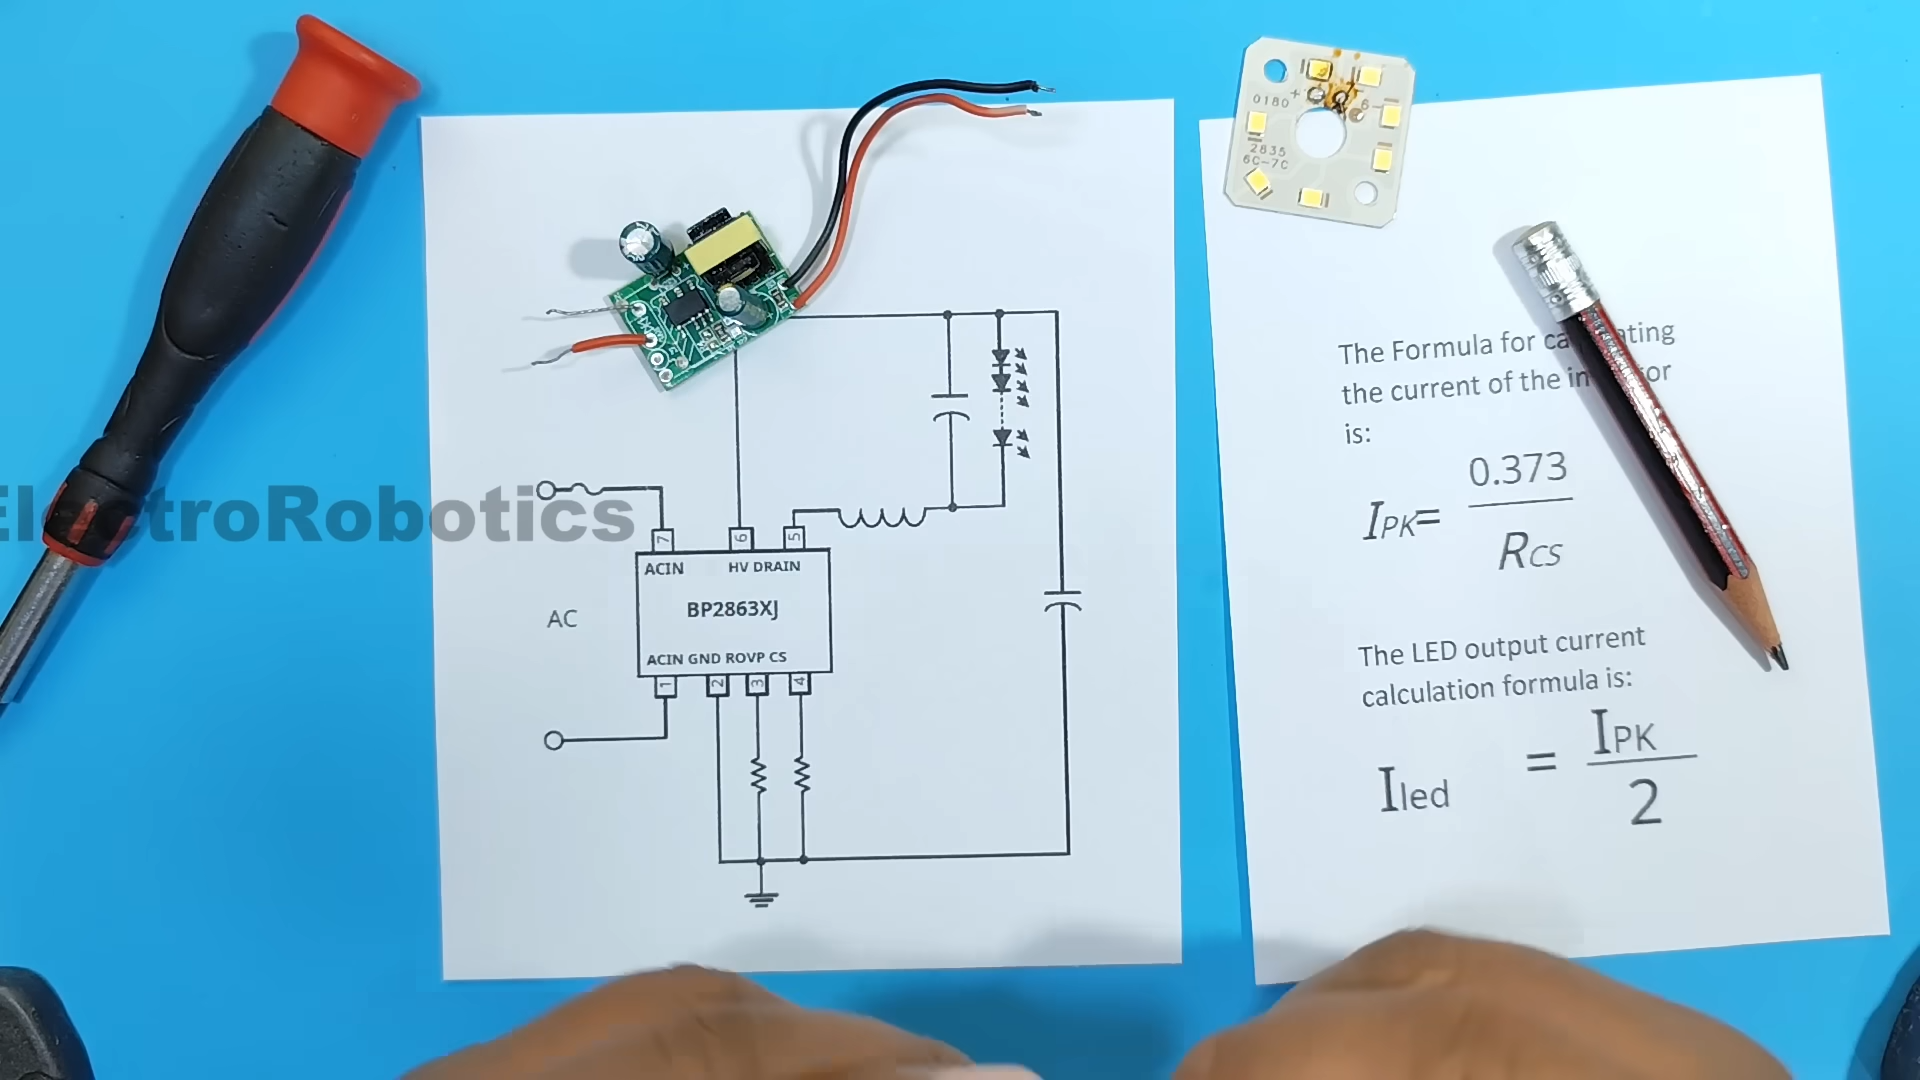 0180
+
6-
2835
6C-7C
The Formula for
the current of the
is:
IPK= 0.373
RCS
The LED output current
calculation formula is:
Iled = IPK
2
ElectroRobotics
7 6 5
ACIN HV DRAIN
BP2863XJ
AC
ACIN GND ROVP CS
1 2 3 4